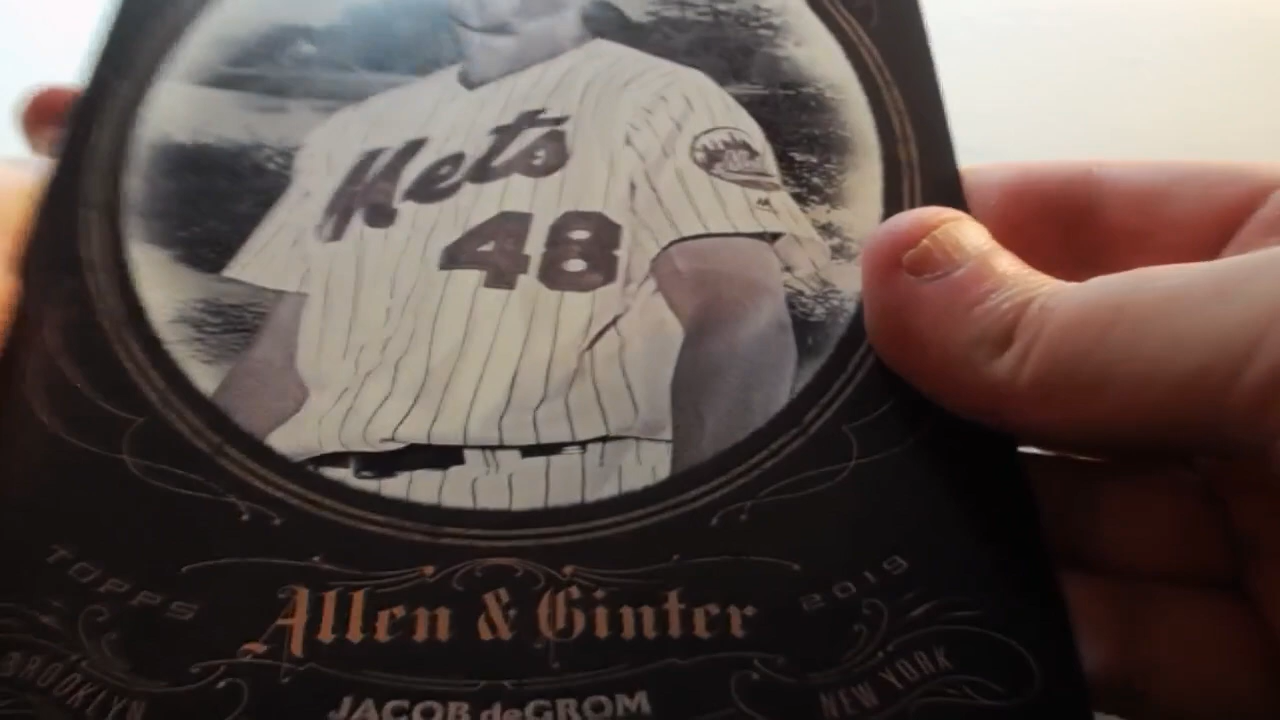 Mets
48
TOPPS
2019
Allen & Ginter
BROOKLYN
NEW YORK
JACOB deGROM